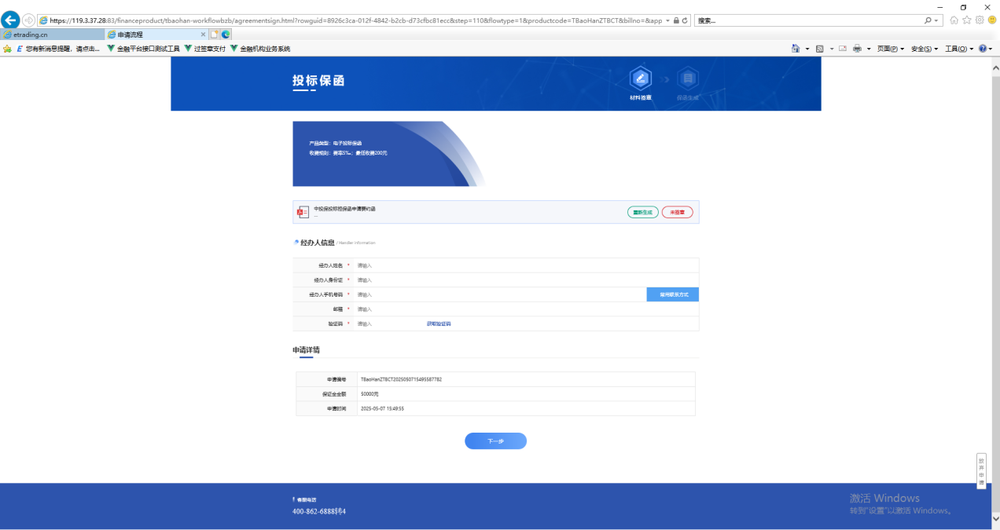 https://119.3.37.28:83/financeproduct/tbaohan-workflowbzb/agreementsign.html?rowguid=8926c3ca-012f-4842-b2cb-d73cfbc81ecc&step=110&flowtype=1&productcode=TBaoHanZTBCT&billno=&app 搜索...
etrading.cn 申请流程
您有新消息提醒，请点击... 金融平台接口测试工具 过签章支付 金融机构业务系统 页面(P) 安全(S) 工具(O)
投标保函
材料签章 保函生成
产品类型：电子投标保函
收费规则：费率5‰；最低收费200元
中投保投标担保函申请要约函
--
重新生成 未签章
经办人信息 / Handler Information
经办人姓名 * 请输入
经办人身份证 * 请输入
经办人手机号码 * 请输入 常用联系方式
邮箱 * 请输入
验证码 * 请输入 获取验证码
申请详情
申请编号 TBaoHanZTBCT2025050715495587782
保证金金额 50000元
申请时间 2025-05-07 15:49:55
下一步
放弃申请
客服电话
400-862-6888转4
激活 Windows
转到"设置"以激活 Windows。